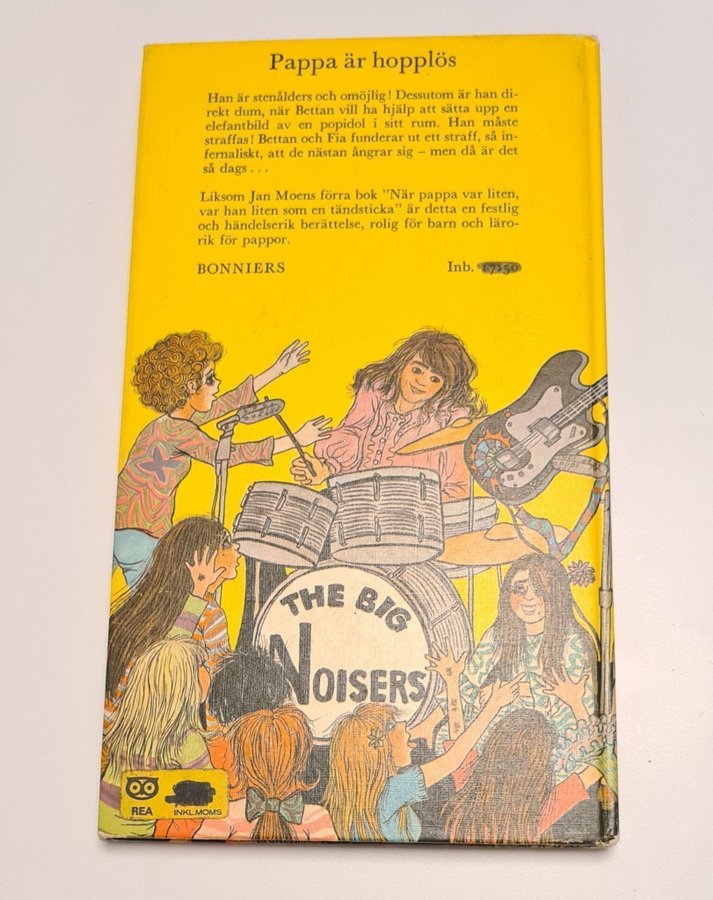 Pappa är hopplös
Han är stenålders och omöjlig! Dessutom är han di-
rekt dum, när Bettan vill ha hjälp att sätta upp en
elefantbild av en popidol i sitt rum. Han måste
straffas! Bettan och Fia funderar ut ett straff, så in-
fernaliskt, att de nästan ångrar sig – men då är det
så dags . . .
Liksom Jan Moens förra bok "När pappa var liten,
var han liten som en tändsticka" är detta en festlig
och händelserik berättelse, rolig för barn och läro-
rik för pappor.
BONNIERS Inb.
THE BIG
NOISERS
REA INKL.MOMS